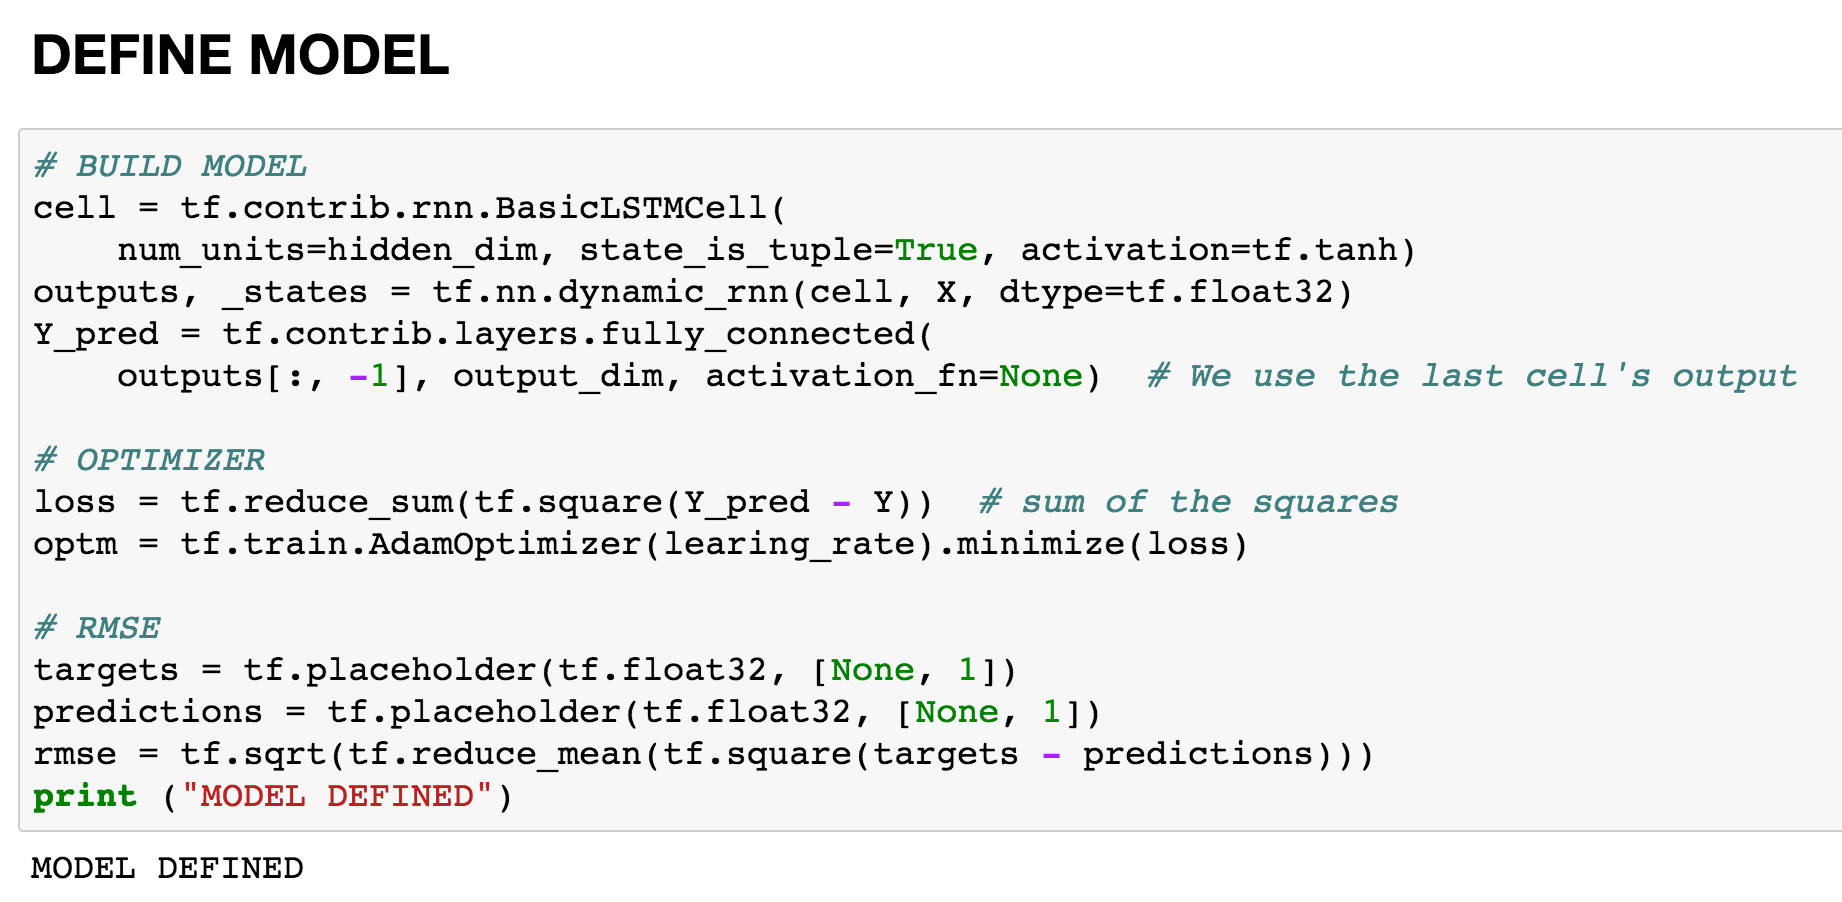 DEFINE MODEL
# BUILD MODEL
cell = tf.contrib.rnn.BasicLSTMCell(
    num_units=hidden_dim, state_is_tuple=True, activation=tf.tanh)
outputs, _states = tf.nn.dynamic_rnn(cell, X, dtype=tf.float32)
Y_pred = tf.contrib.layers.fully_connected(
    outputs[:, -1], output_dim, activation_fn=None)  # We use the last cell's output
# OPTIMIZER
loss = tf.reduce_sum(tf.square(Y_pred - Y))  # sum of the squares
optm = tf.train.AdamOptimizer(learing_rate).minimize(loss)
# RMSE
targets = tf.placeholder(tf.float32, [None, 1])
predictions = tf.placeholder(tf.float32, [None, 1])
rmse = tf.sqrt(tf.reduce_mean(tf.square(targets - predictions)))
print ("MODEL DEFINED")
MODEL DEFINED